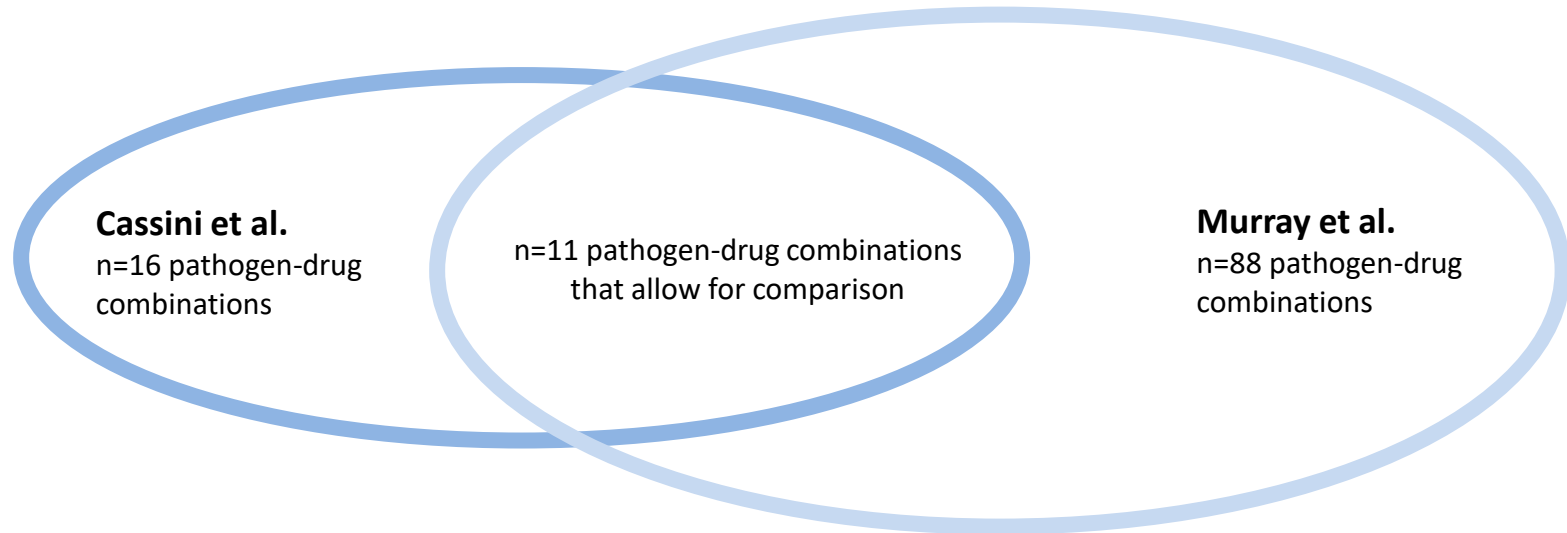 Cassini et al.
n=16 pathogen-drug
combinations
n=11 pathogen-drug combinations
that allow for comparison
Murray et al.
n=88 pathogen-drug
combinations